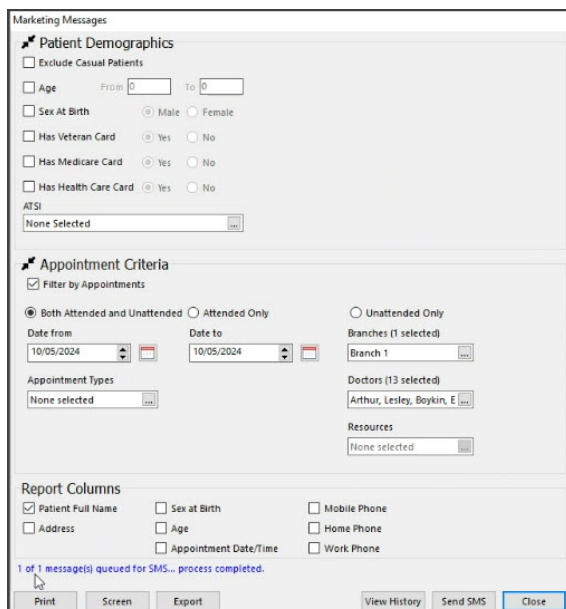 Marketing Messages
Patient Demographics
Exclude Casual Patients
Age From 0 To 0
Sex At Birth Male Female
Has Veteran Card Yes No
Has Medicare Card Yes No
Has Health Care Card Yes No
ATSI
None Selected ...
Appointment Criteria
Filter by Appointments
Both Attended and Unattended Attended Only Unattended Only
Date from Date to Branches (1 selected)
10/05/2024 10/05/2024 Branch 1 ...
Appointment Types Doctors (13 selected)
None selected ... Arthur, Lesley, Boykin, E ...
Resources
None selected ...
Report Columns
Patient Full Name Sex at Birth Mobile Phone
Address Age Home Phone
Appointment Date/Time Work Phone
1 of 1 message(s) queued for SMS... process completed.
Print Screen Export View History Send SMS Close